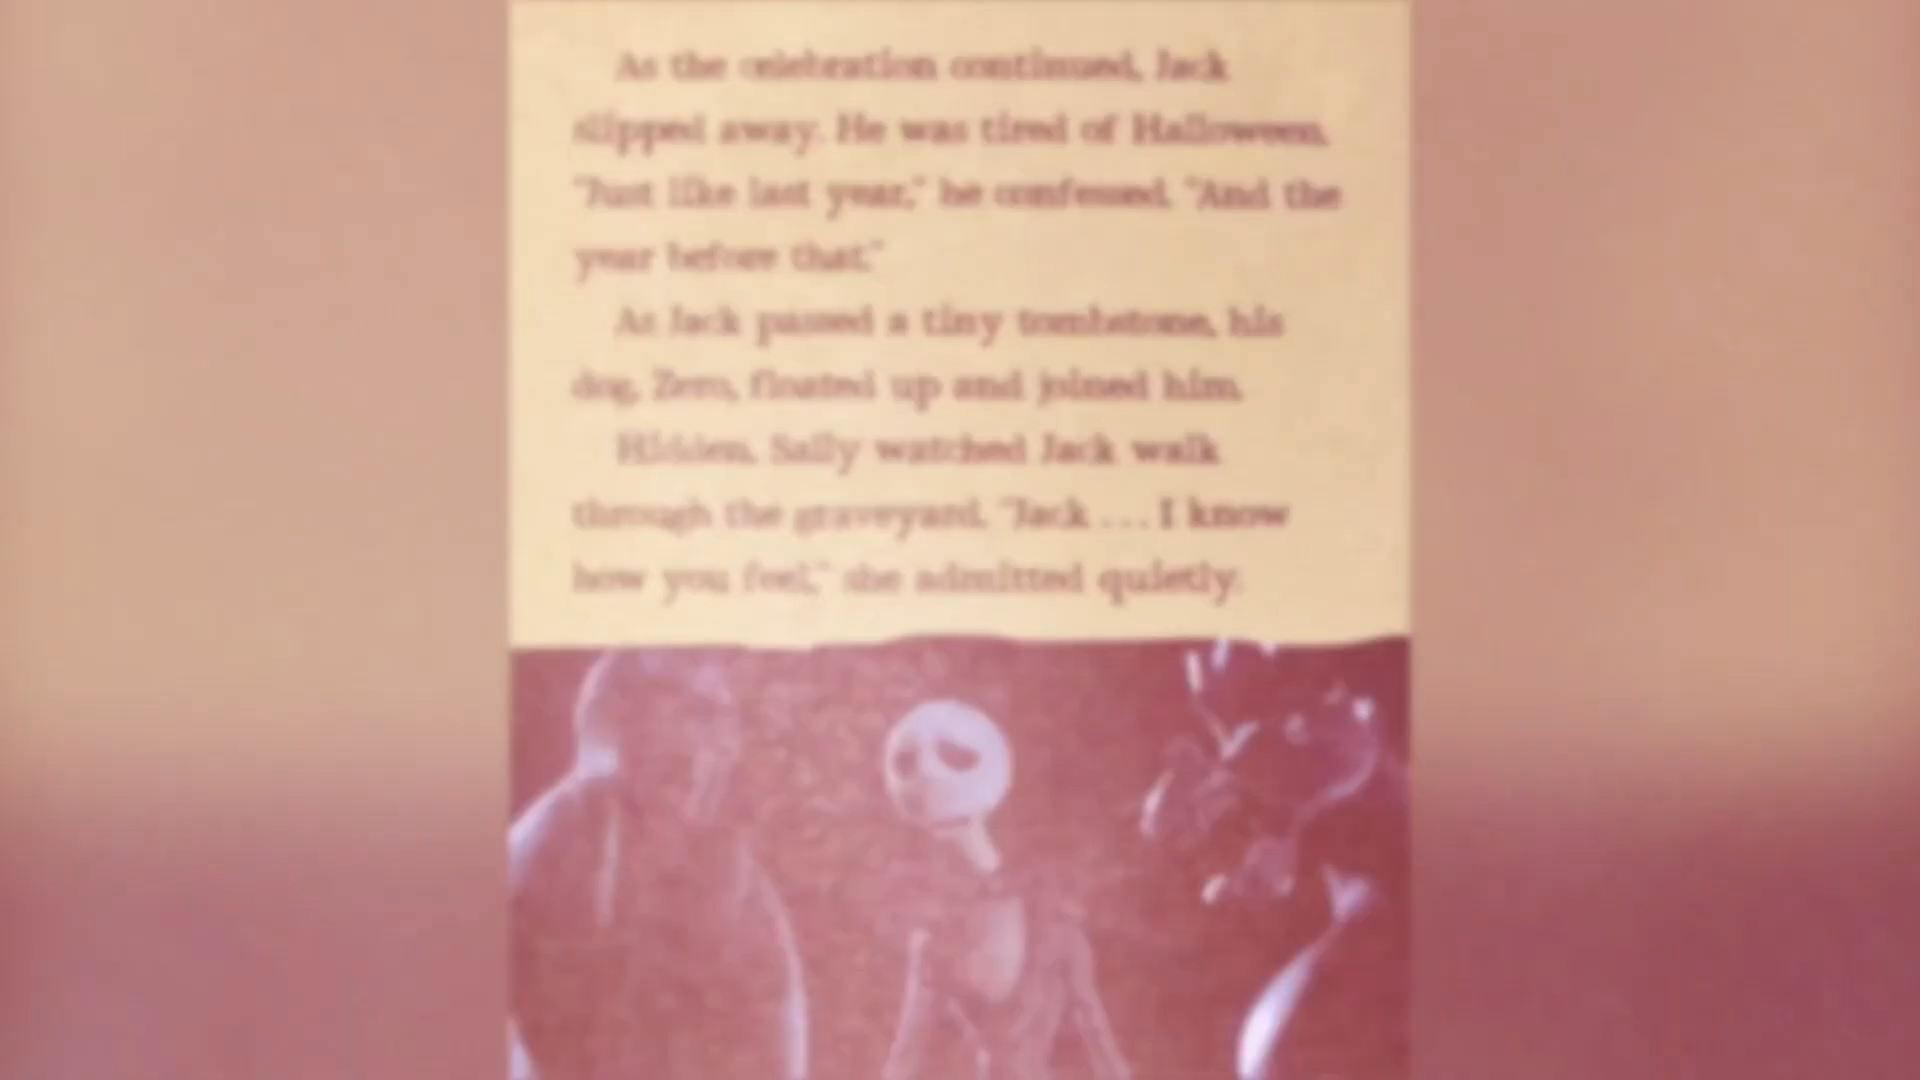 As the celebration continued, Jack
slipped away. He was tired of Halloween.
"Just like last year," he confessed. "And the
year before that."
As Jack passed a tiny tombstone, his
dog, Zero, floated up and joined him.
Hidden, Sally watched Jack walk
through the graveyard. "Jack . . . I know
how you feel," she admitted quietly.